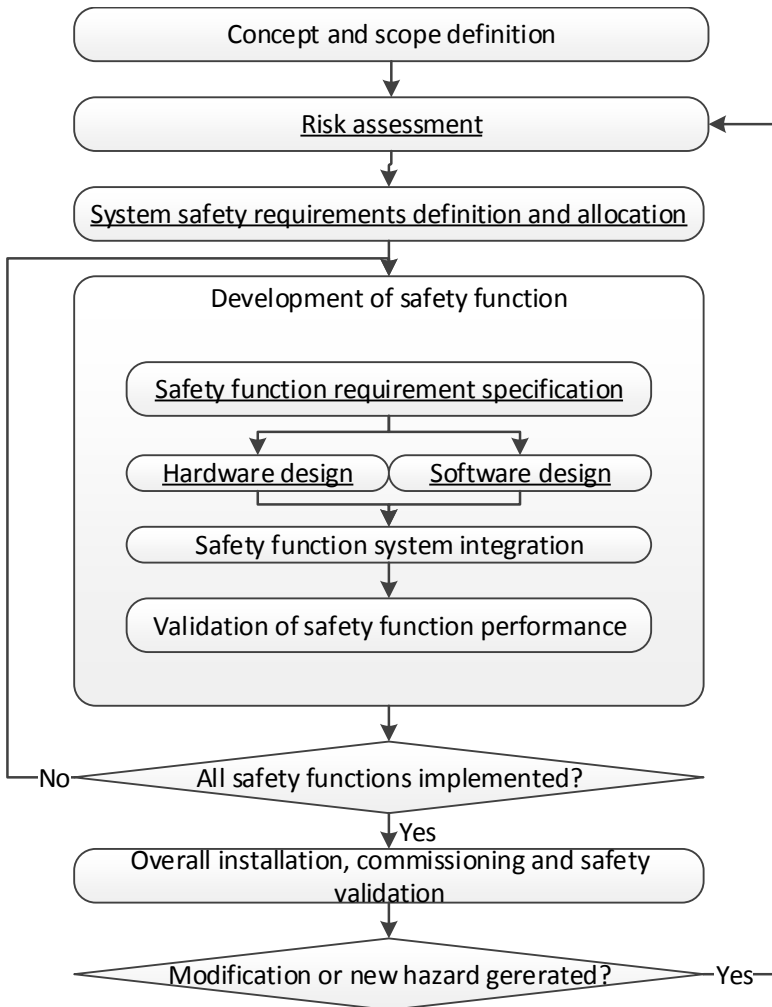 Concept and scope definition
Risk assessment
System safety requirements definition and allocation
Development of safety function
Safety function requirement specification
Hardware design
Software design
Safety function system integration
Validation of safety function performance
All safety functions implemented?
No
Yes
Overall installation, commissioning and safety
validation
Modification or new hazard gererated?
Yes